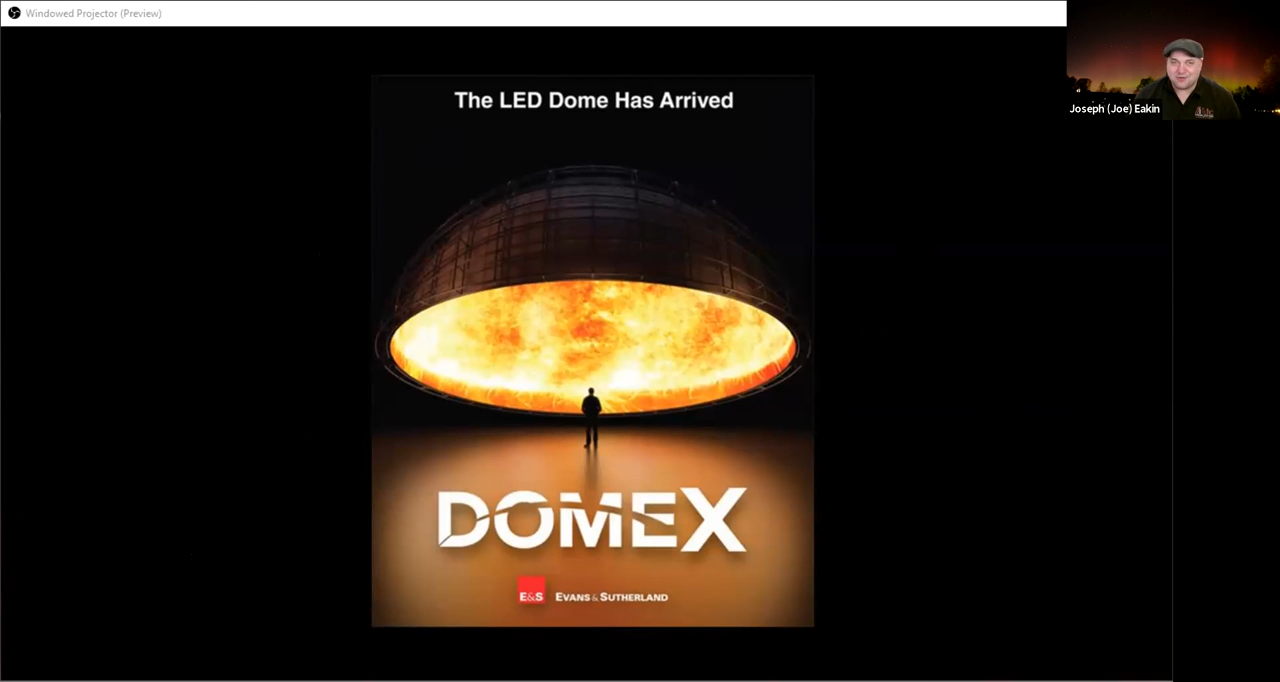 Windowed Projector (Preview)
Joseph (Joe) Eakin
The LED Dome Has Arrived
DOMEX
E&S EVANS & SUTHERLAND